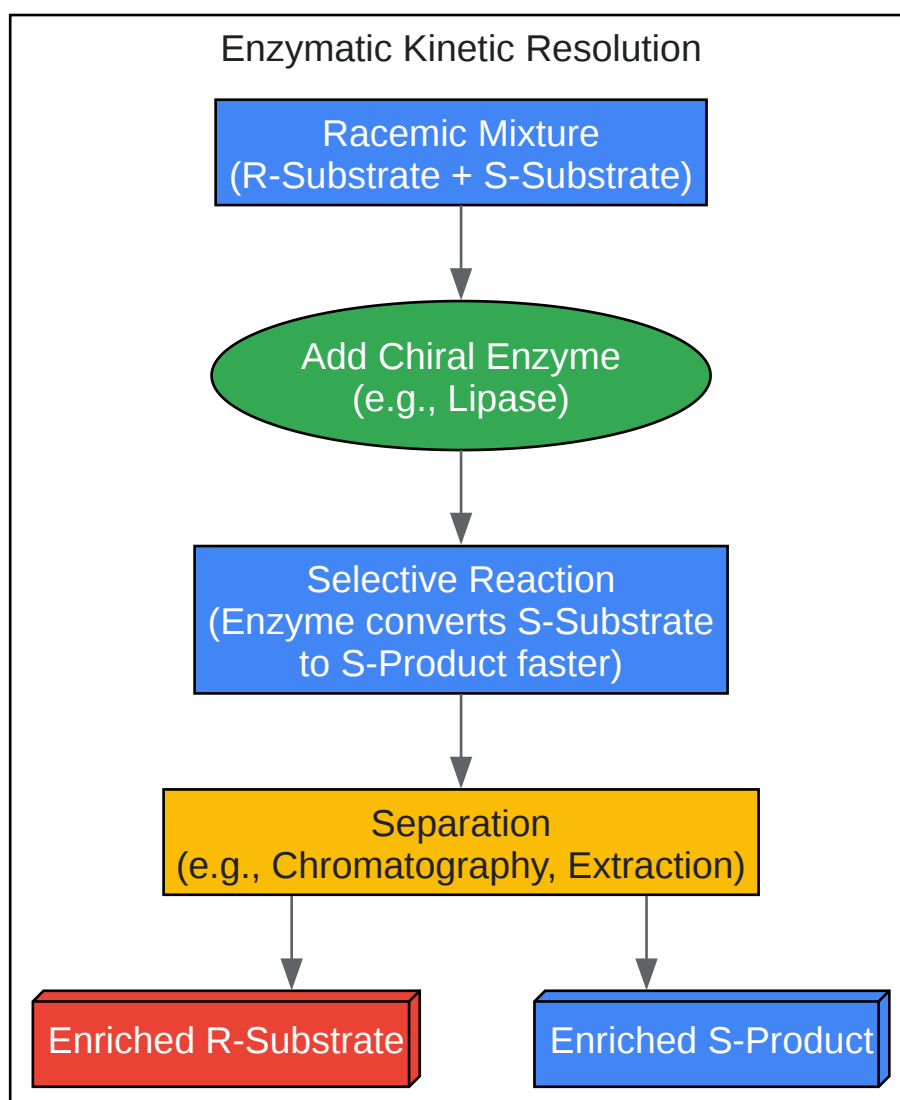 Enzymatic Kinetic Resolution
Racemic Mixture
(R-Substrate + S-Substrate)
Add Chiral Enzyme
(e.g., Lipase)
Selective Reaction
(Enzyme converts S-Substrate
to S-Product faster)
Separation
(e.g., Chromatography, Extraction)
Enriched R-Substrate
Enriched S-Product